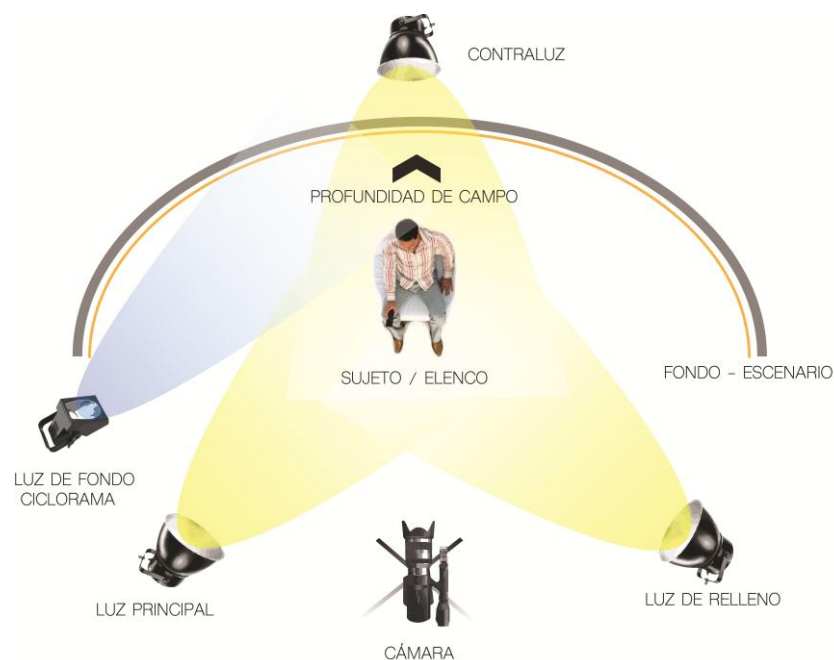 CONTRALUZ
PROFUNDIDAD DE CAMPO
SUJETO / ELENCO
FONDO - ESCENARIO
LUZ DE FONDO
CICLORAMA
LUZ PRINCIPAL
LUZ DE RELLENO
CÁMARA